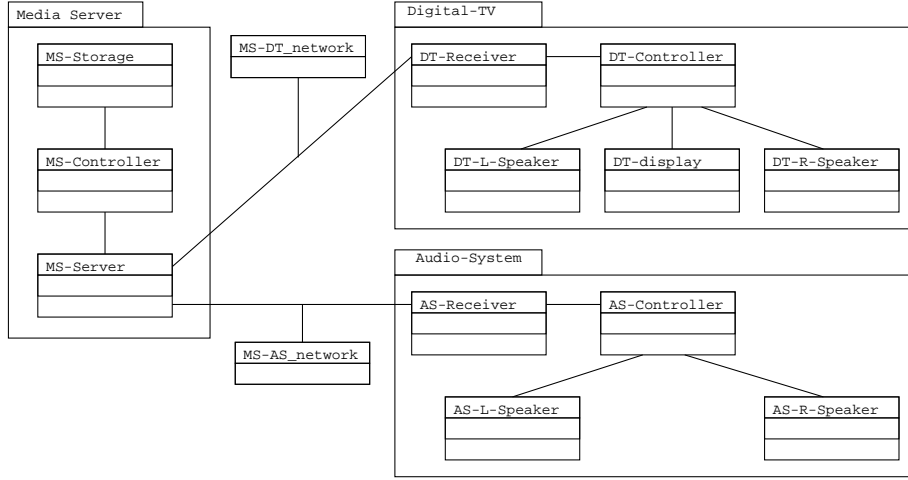 Media Server
MS-Storage
MS-Controller
MS-Server
MS-DT_network
MS-AS_network
Digital-TV
DT-Receiver
DT-Controller
DT-L-Speaker
DT-display
DT-R-Speaker
Audio-System
AS-Receiver
AS-Controller
AS-L-Speaker
AS-R-Speaker